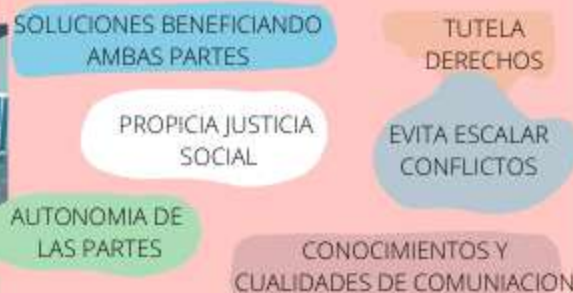 SOLUCIONES BENEFICIANDO
AMBAS PARTES
TUTELA
DERECHOS
PROPICIA JUSTICIA
SOCIAL
EVITA ESCALAR
CONFLICTOS
AUTONOMIA DE
LAS PARTES
CONOCIMIENTOS Y
CUALIDADES DE COMUNIACION